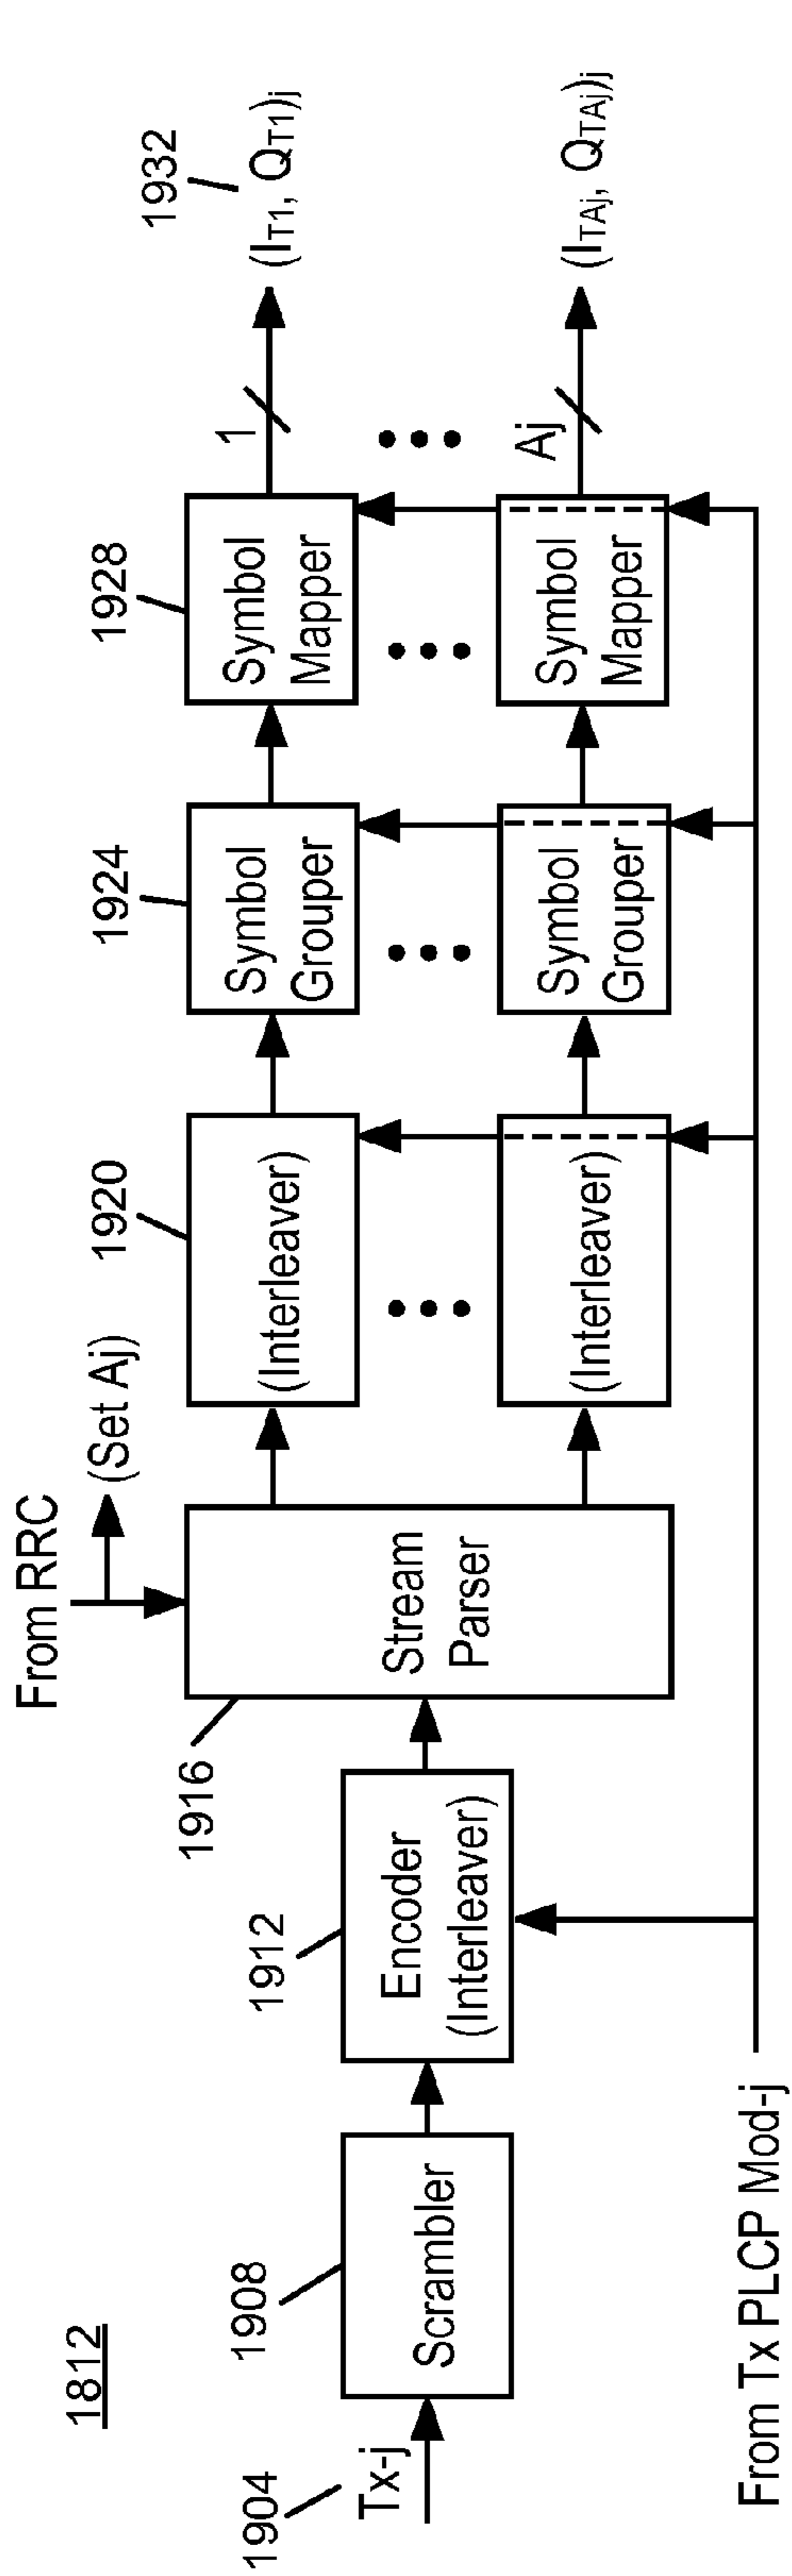 1812
1904
Tx-j
1908
Scrambler
1912
Encoder
(Interleaver)
1916
Stream
Parser
From RRC
(Set Aj)
1920
(Interleaver)
(Interleaver)
1924
Symbol
Grouper
Symbol
Grouper
1928
Symbol
Mapper
Symbol
Mapper
1
Aj
1932
(IT1, QT1)j
(ITAj, QTAj)j
From Tx PLCP Mod-j